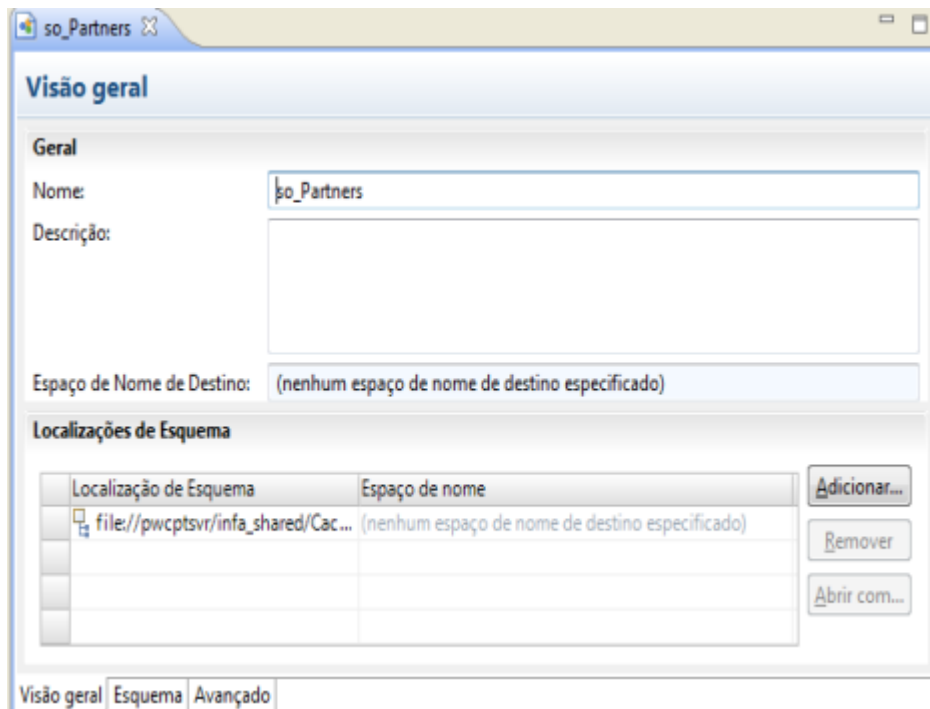 so_Partners
Visão geral
Geral
Nome: so_Partners
Descrição:
Espaço de Nome de Destino: (nenhum espaço de nome de destino especificado)
Localizações de Esquema
Localização de Esquema Espaço de nome Adicionar...
file://pwcptsvr/infa_shared/Cac... (nenhum espaço de nome de destino especificado)
Remover
Abrir com...
Visão geral Esquema Avançado